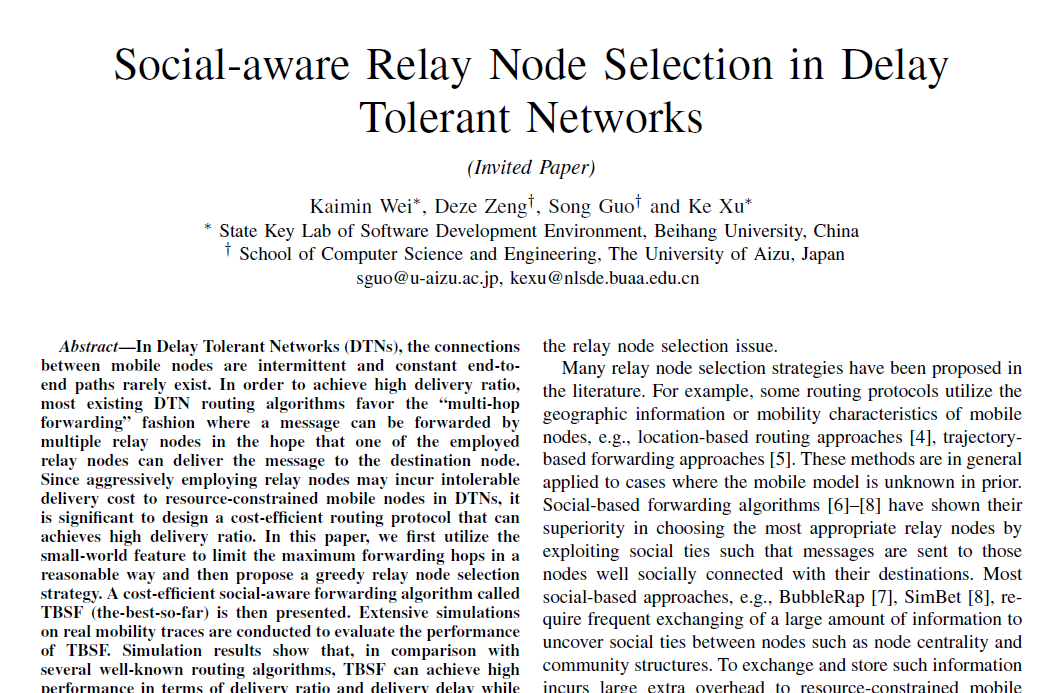 Social-aware Relay Node Selection in Delay
Tolerant Networks
(Invited Paper)
Kaimin Wei*, Deze Zeng†, Song Guo† and Ke Xu*
* State Key Lab of Software Development Environment, Beihang University, China
† School of Computer Science and Engineering, The University of Aizu, Japan
sguo@u-aizu.ac.jp, kexu@nlsde.buaa.edu.cn
Abstract—In Delay Tolerant Networks (DTNs), the connections
between mobile nodes are intermittent and constant end-to-
end paths rarely exist. In order to achieve high delivery ratio,
most existing DTN routing algorithms favor the “multi-hop
forwarding” fashion where a message can be forwarded by
multiple relay nodes in the hope that one of the employed
relay nodes can deliver the message to the destination node.
Since aggressively employing relay nodes may incur intolerable
delivery cost to resource-constrained mobile nodes in DTNs, it
is significant to design a cost-efficient routing protocol that can
achieves high delivery ratio. In this paper, we first utilize the
small-world feature to limit the maximum forwarding hops in a
reasonable way and then propose a greedy relay node selection
strategy. A cost-efficient social-aware forwarding algorithm called
TBSF (the-best-so-far) is then presented. Extensive simulations
on real mobility traces are conducted to evaluate the performance
of TBSF. Simulation results show that, in comparison with
several well-known routing algorithms, TBSF can achieve high
performance in terms of delivery ratio and delivery delay while
the relay node selection issue.
Many relay node selection strategies have been proposed in
the literature. For example, some routing protocols utilize the
geographic information or mobility characteristics of mobile
nodes, e.g., location-based routing approaches [4], trajectory-
based forwarding approaches [5]. These methods are in general
applied to cases where the mobile model is unknown in prior.
Social-based forwarding algorithms [6]–[8] have shown their
superiority in choosing the most appropriate relay nodes by
exploiting social ties such that messages are sent to those
nodes well socially connected with their destinations. Most
social-based approaches, e.g., BubbleRap [7], SimBet [8], re-
quire frequent exchanging of a large amount of information to
uncover social ties between nodes such as node centrality and
community structures. To exchange and store such information
incurs large extra overhead to resource-constrained mobile